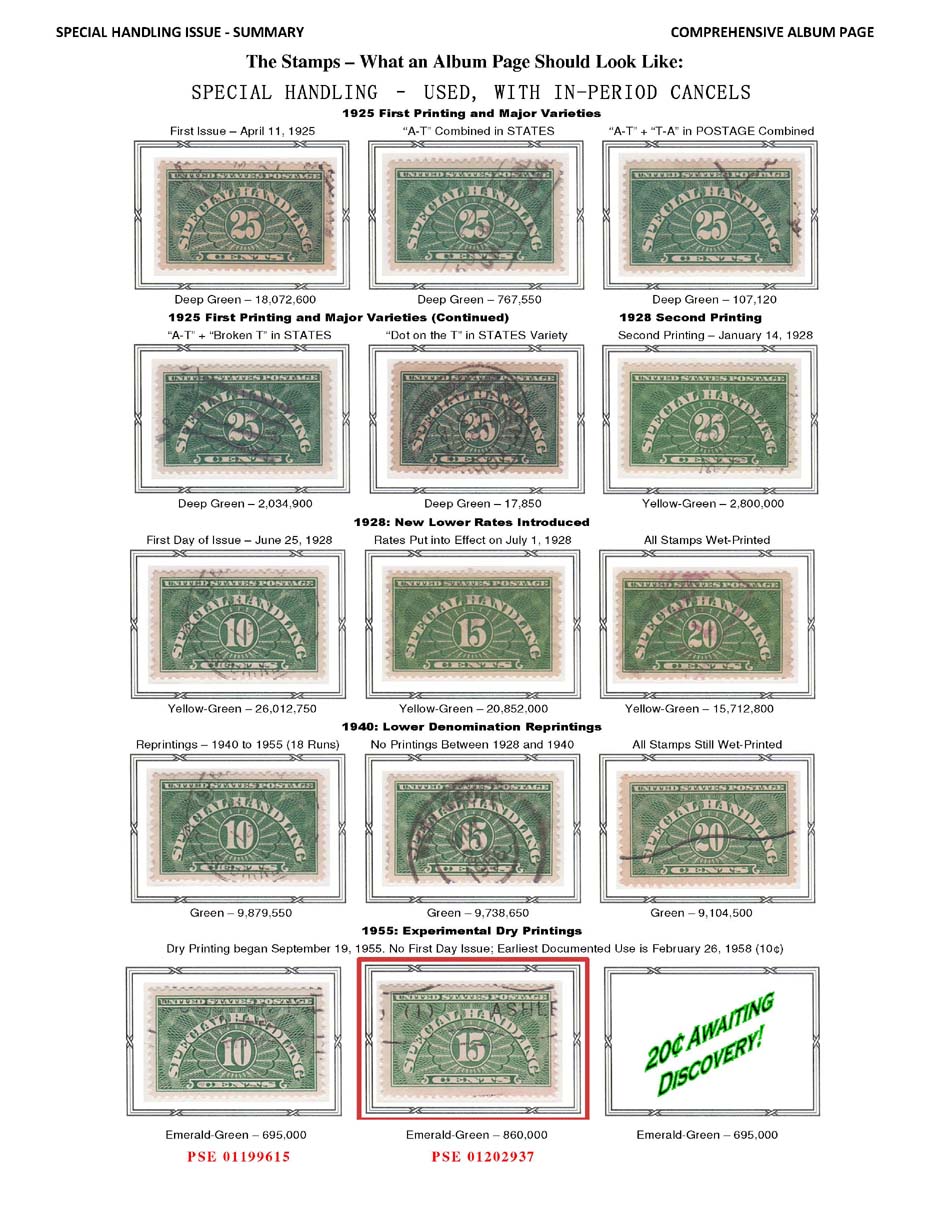 SPECIAL HANDLING ISSUE - SUMMARY COMPREHENSIVE ALBUM PAGE
The Stamps – What an Album Page Should Look Like:
SPECIAL HANDLING - USED, WITH IN-PERIOD CANCELS
1925 First Printing and Major Varieties
First Issue – April 11, 1925 “A-T” Combined in STATES “A-T” + “T-A” in POSTAGE Combined
UNITED STATES POSTAGE UNITED STATES POSTAGE UNITED STATES POSTAGE
SPECIAL HANDLING SPECIAL HANDLING SPECIAL HANDLING
25 25 25
CENTS CENTS CENTS
Deep Green – 18,072,600 Deep Green – 767,550 Deep Green – 107,120
1925 First Printing and Major Varieties (Continued) 1928 Second Printing
“A-T” + “Broken T” in STATES “Dot on the T” in STATES Variety Second Printing – January 14, 1928
UNITED STATES POSTAGE UNITED STATES POSTAGE UNITED STATES POSTAGE
SPECIAL HANDLING SPECIAL HANDLING SPECIAL HANDLING
25 25 25
CENTS CENTS CENTS
Deep Green – 2,034,900 Deep Green – 17,850 Yellow-Green – 2,800,000
1928: New Lower Rates Introduced
First Day of Issue – June 25, 1928 Rates Put into Effect on July 1, 1928 All Stamps Wet-Printed
UNITED STATES POSTAGE UNITED STATES POSTAGE UNITED STATES POSTAGE
SPECIAL HANDLING SPECIAL HANDLING SPECIAL HANDLING
10 15 20
CENTS CENTS CENTS
Yellow-Green – 26,012,750 Yellow-Green – 20,852,000 Yellow-Green – 15,712,800
1940: Lower Denomination Reprintings
Reprintings – 1940 to 1955 (18 Runs) No Printings Between 1928 and 1940 All Stamps Still Wet-Printed
UNITED STATES POSTAGE UNITED STATES POSTAGE UNITED STATES POSTAGE
SPECIAL HANDLING SPECIAL HANDLING SPECIAL HANDLING
10 15 20
CENTS CENTS CENTS
Green – 9,879,550 Green – 9,738,650 Green – 9,104,500
1955: Experimental Dry Printings
Dry Printing began September 19, 1955. No First Day Issue; Earliest Documented Use is February 26, 1958 (10¢)
UNITED STATES POSTAGE UNITED STATES POSTAGE
(1) ASHLE
SPECIAL HANDLING SPECIAL HANDLING
10 15
CENTS CENTS
20¢ AWAITING
DISCOVERY!
Emerald-Green – 695,000 Emerald-Green – 860,000 Emerald-Green – 695,000
PSE 01199615 PSE 01202937